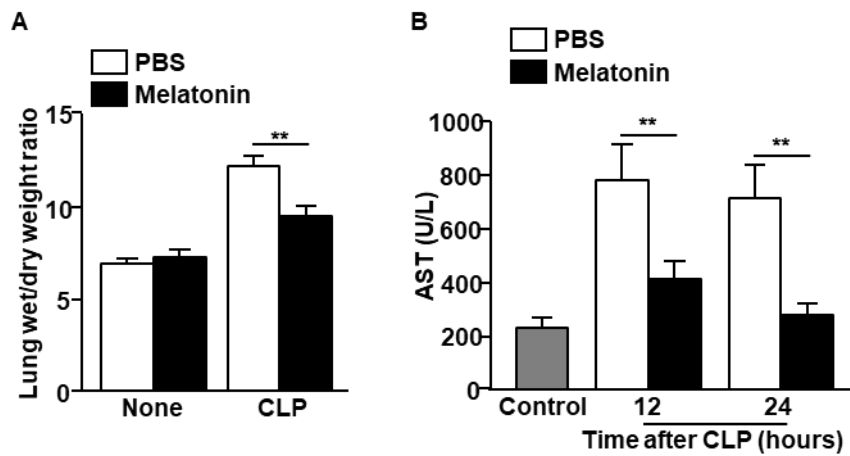 A
PBS
Melatonin
Lung wet/dry weight ratio
15
10
5
0
**
None CLP
B
PBS
Melatonin
AST (U/L)
1000
800
600
400
200
0
** **
Control 12 24
Time after CLP (hours)